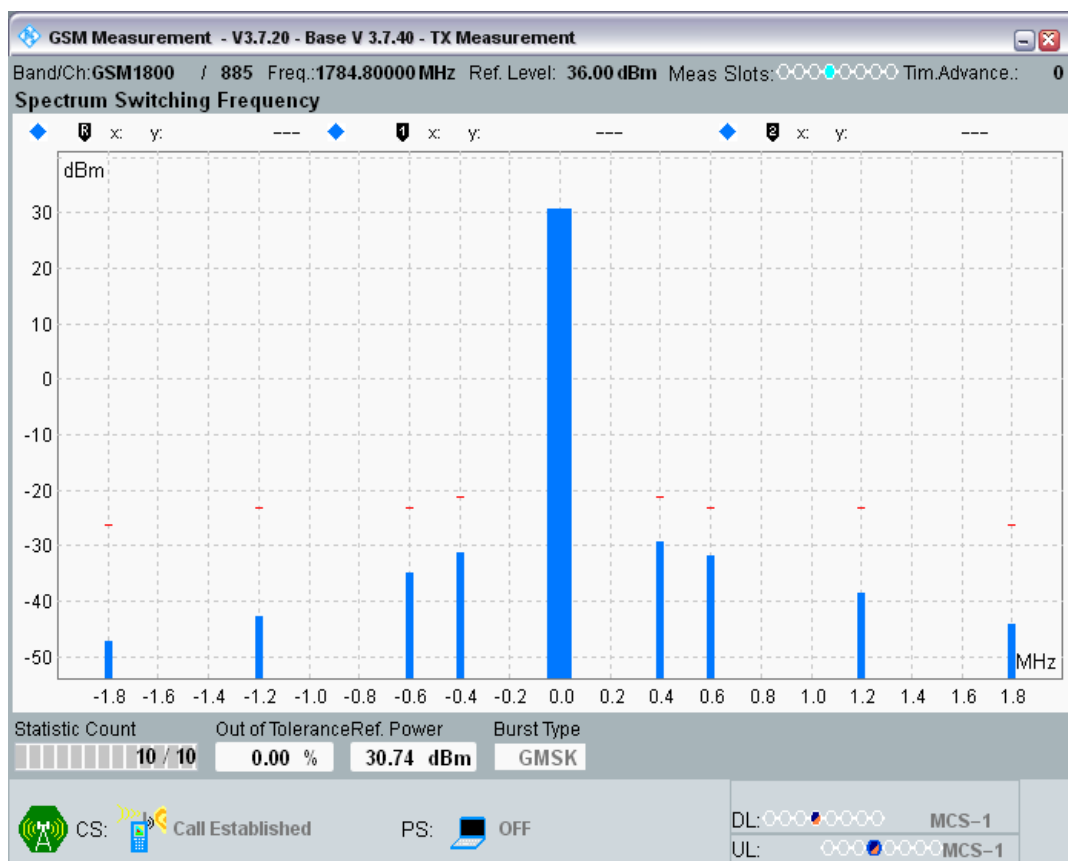 GSM Measurement - V3.7.20 - Base V 3.7.40 - TX Measurement
Band/Ch:GSM1800 / 885 Freq.:1784.80000MHz Ref. Level: 36.00 dBm Meas Slots: Tim.Advance.: 0
Spectrum Switching Frequency
R x: y: --- 1 x: y: --- 2 x: y: ---
dBm
30
20
10
0
-10
-20
-30
-40
-50
MHz
-1.8 -1.6 -1.4 -1.2 -1.0 -0.8 -0.6 -0.4 -0.2 0.0 0.2 0.4 0.6 0.8 1.0 1.2 1.4 1.6 1.8
Statistic Count Out of Tolerance Ref. Power Burst Type
10 / 10 0.00 % 30.74 dBm GMSK
CS: Call Established PS: OFF
DL: MCS-1
UL: MCS-1